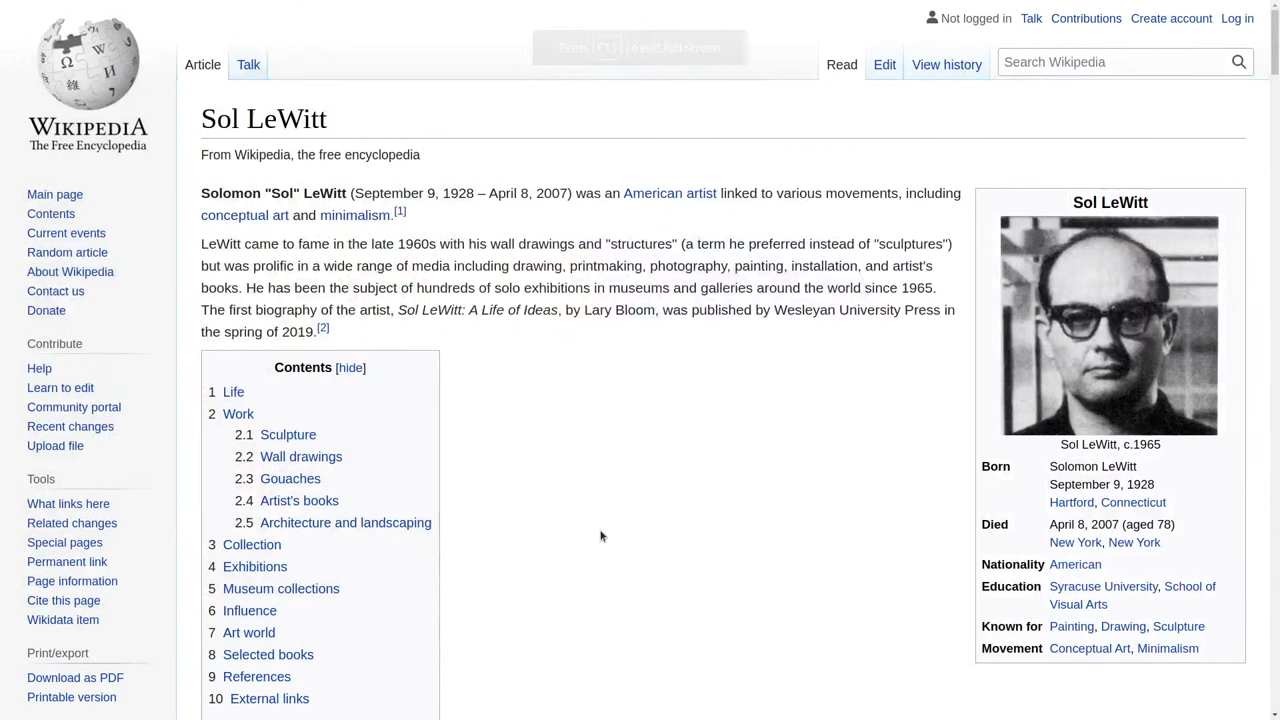 Not logged in Talk Contributions Create account Log in
Article Talk Read Edit View history Search Wikipedia
WIKIPEDIA
The Free Encyclopedia
Main page
Contents
Current events
Random article
About Wikipedia
Contact us
Donate
Contribute
Help
Learn to edit
Community portal
Recent changes
Upload file
Tools
What links here
Related changes
Special pages
Permanent link
Page information
Cite this page
Wikidata item
Print/export
Download as PDF
Printable version
Sol LeWitt
From Wikipedia, the free encyclopedia
Solomon "Sol" LeWitt (September 9, 1928 – April 8, 2007) was an American artist linked to various movements, including
conceptual art and minimalism.[1]
LeWitt came to fame in the late 1960s with his wall drawings and "structures" (a term he preferred instead of "sculptures")
but was prolific in a wide range of media including drawing, printmaking, photography, painting, installation, and artist's
books. He has been the subject of hundreds of solo exhibitions in museums and galleries around the world since 1965.
The first biography of the artist, Sol LeWitt: A Life of Ideas, by Lary Bloom, was published by Wesleyan University Press in
the spring of 2019.[2]
Contents [hide]
1 Life
2 Work
2.1 Sculpture
2.2 Wall drawings
2.3 Gouaches
2.4 Artist's books
2.5 Architecture and landscaping
3 Collection
4 Exhibitions
5 Museum collections
6 Influence
7 Art world
8 Selected books
9 References
10 External links
Sol LeWitt
Sol LeWitt, c.1965
Born Solomon LeWitt
September 9, 1928
Hartford, Connecticut
Died April 8, 2007 (aged 78)
New York, New York
Nationality American
Education Syracuse University, School of
Visual Arts
Known for Painting, Drawing, Sculpture
Movement Conceptual Art, Minimalism